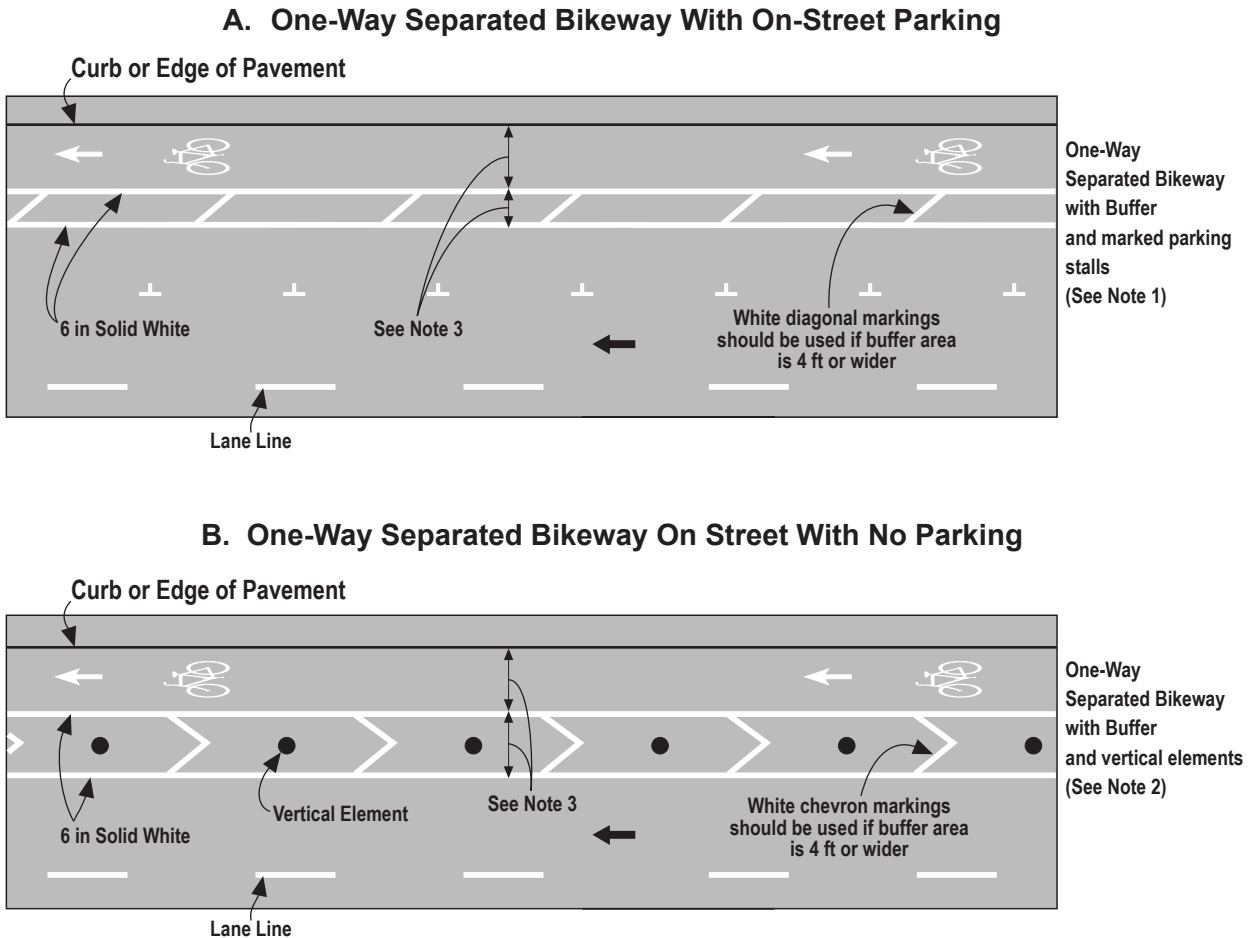 A. One-Way Separated Bikeway With On-Street Parking
Curb or Edge of Pavement
One-Way
Separated Bikeway
with Buffer
and marked parking
stalls
(See Note 1)
6 in Solid White
See Note 3
White diagonal markings
should be used if buffer area
is 4 ft or wider
Lane Line
B. One-Way Separated Bikeway On Street With No Parking
Curb or Edge of Pavement
One-Way
Separated Bikeway
with Buffer
and vertical elements
(See Note 2)
6 in Solid White
Vertical Element
See Note 3
White chevron markings
should be used if buffer area
is 4 ft or wider
Lane Line